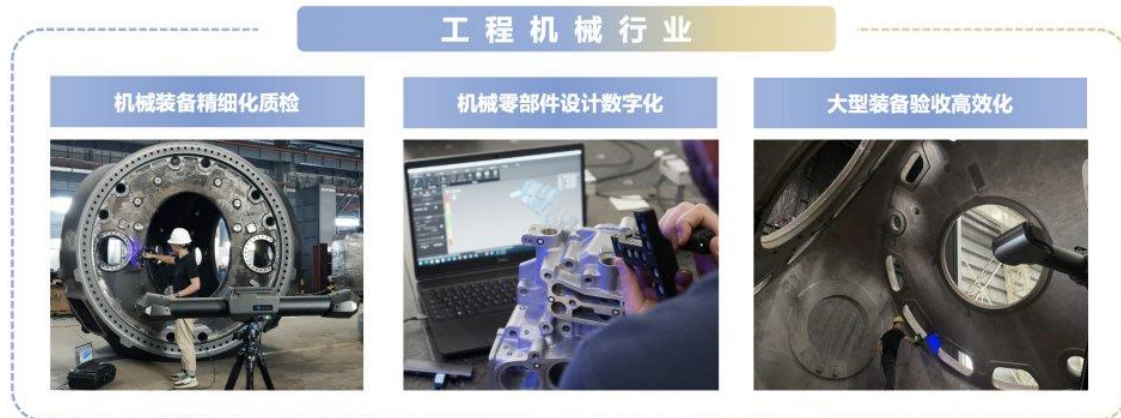 工程机械行业
机械装备精细化质检
机械零部件设计数字化
大型装备验收高效化